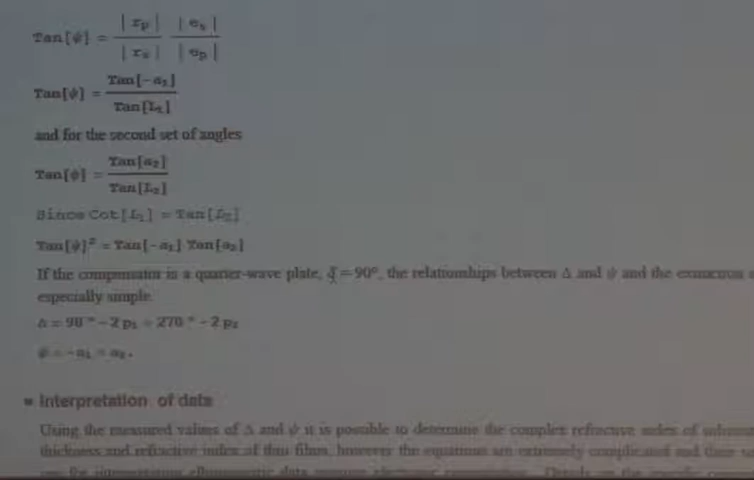 Tan[ψ] = |rp| / |rs| |es| / |ep|
Tan[ψ] = Tan[-a₁] / Tan[L₁]
and for the second set of angles
Tan[ψ] = Tan[a₂] / Tan[L₂]
Since Cot[L₁] = Tan[L₂]
Tan[ψ]² = Tan[-a₁] Tan[a₂]
If the compensator is a quarter-wave plate, = 90°, the relationships between Δ and ψ and the extinction
especially simple.
Δ = 90° - 2 p₁ = 270° - 2 p₂
ψ = -a₁ = a₂.
Interpretation of data
Using the measured values of Δ and ψ it is possible to determine the complex refractive index of
thickness and refractive index of thin films, however the equations are extremely complicated and their